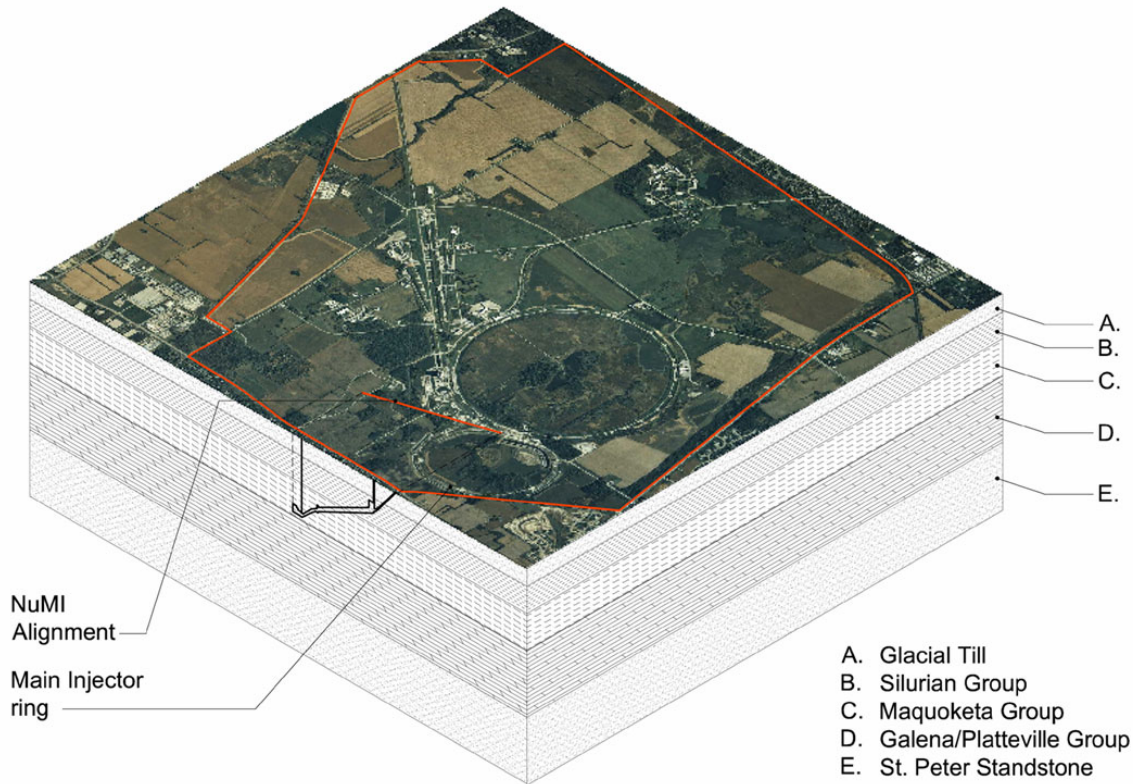 A.
B.
C.
D.
E.
NuMI
Alignment
Main Injector
ring
A. Glacial Till
B. Silurian Group
C. Maquoketa Group
D. Galena/Platteville Group
E. St. Peter Standstone